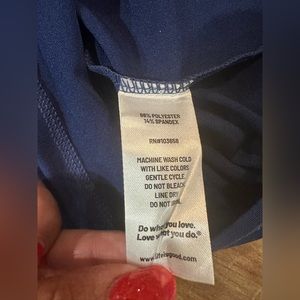 86% POLYESTER
14% SPANDEX
RN#103858
MACHINE WASH COLD
WITH LIKE COLORS
GENTLE CYCLE
DO NOT BLEACH
LINE DRY
DO NOT
Do what you love.
Love what you do.®
www.lifeisgood.com